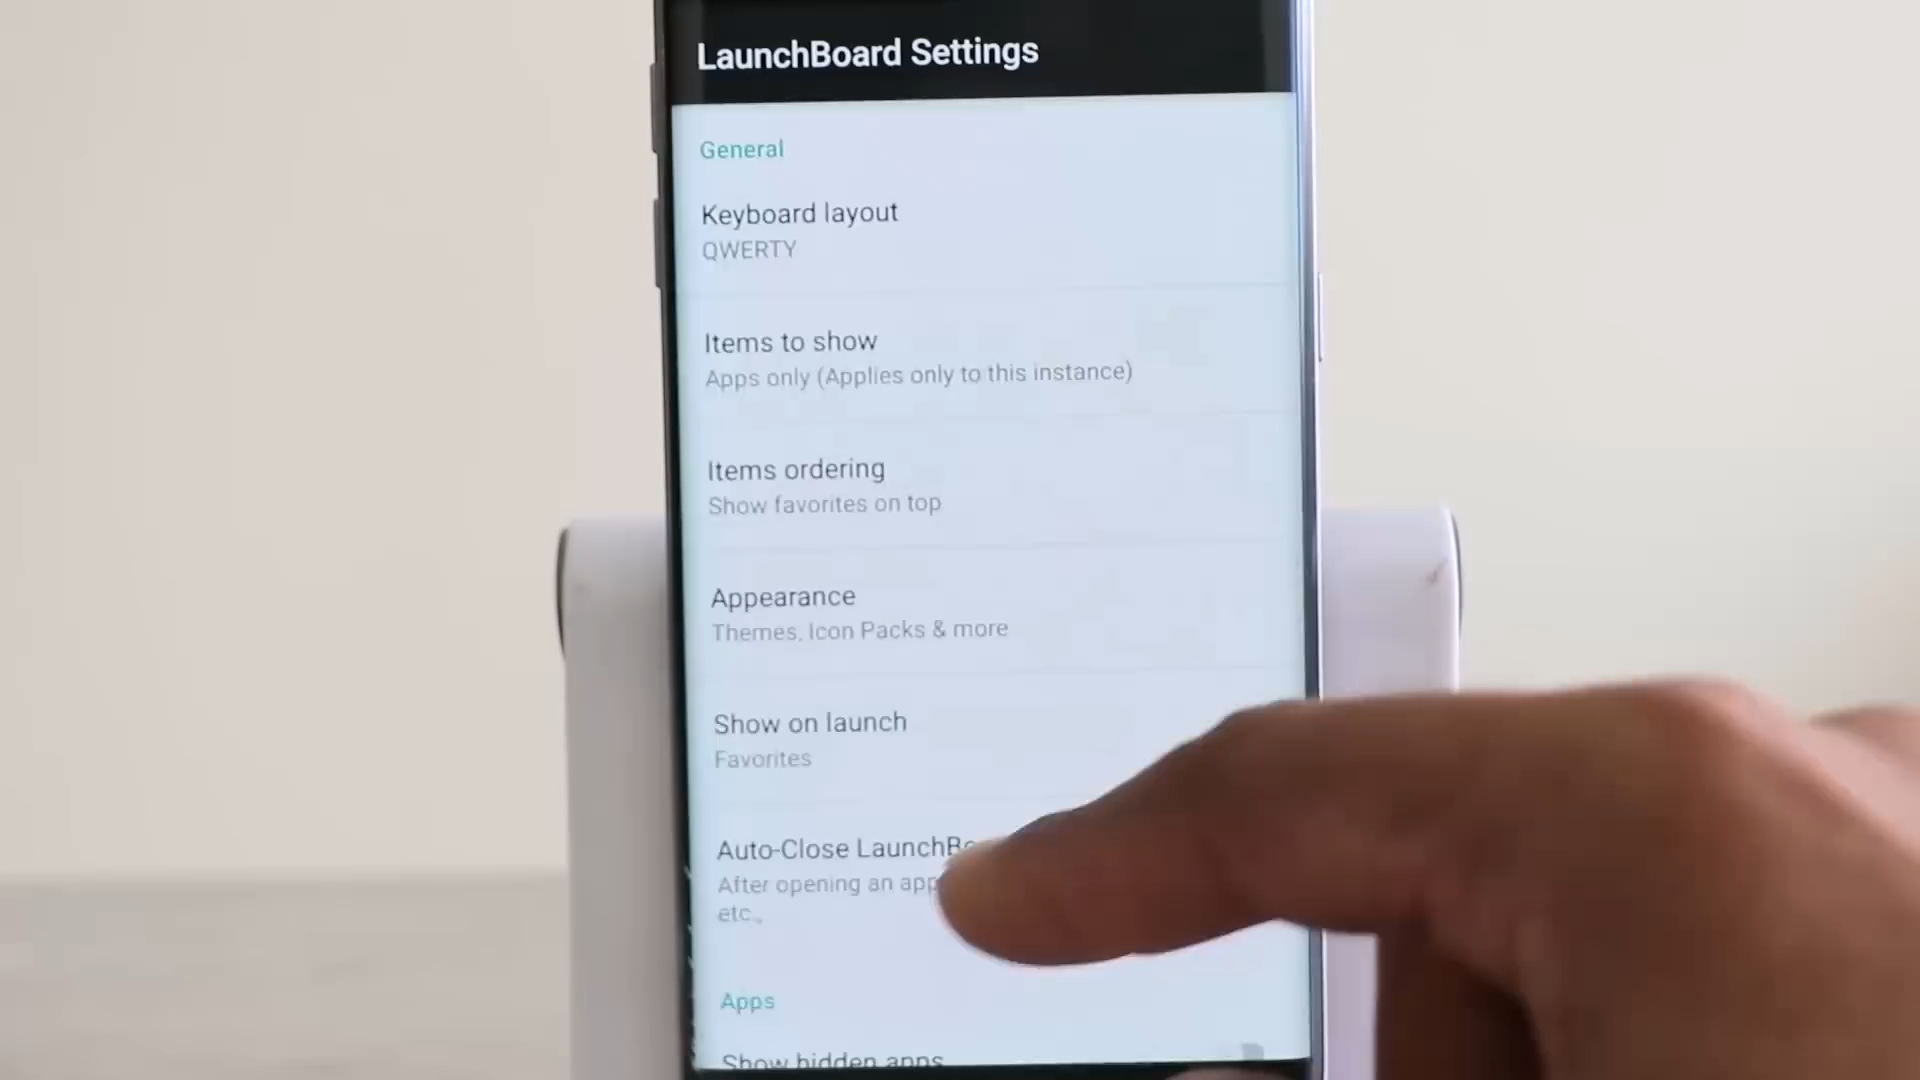 LaunchBoard Settings
General
Keyboard layout
QWERTY
Items to show
Apps only (Applies only to this instance)
Items ordering
Show favorites on top
Appearance
Themes, Icon Packs & more
Show on launch
Favorites
Auto-Close
After opening an app
etc.,
Apps
Show hidden apps